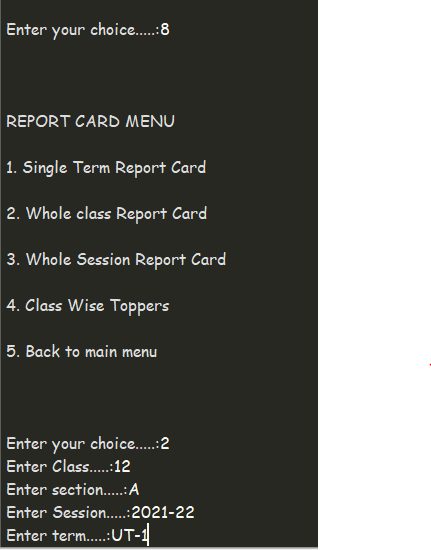 Enter your choice.....:8
REPORT CARD MENU
1. Single Term Report Card
2. Whole class Report Card
3. Whole Session Report Card
4. Class Wise Toppers
5. Back to main menu
Enter your choice.....:2
Enter Class.....:12
Enter section.....:A
Enter Session.....:2021-22
Enter term.....:UT-1